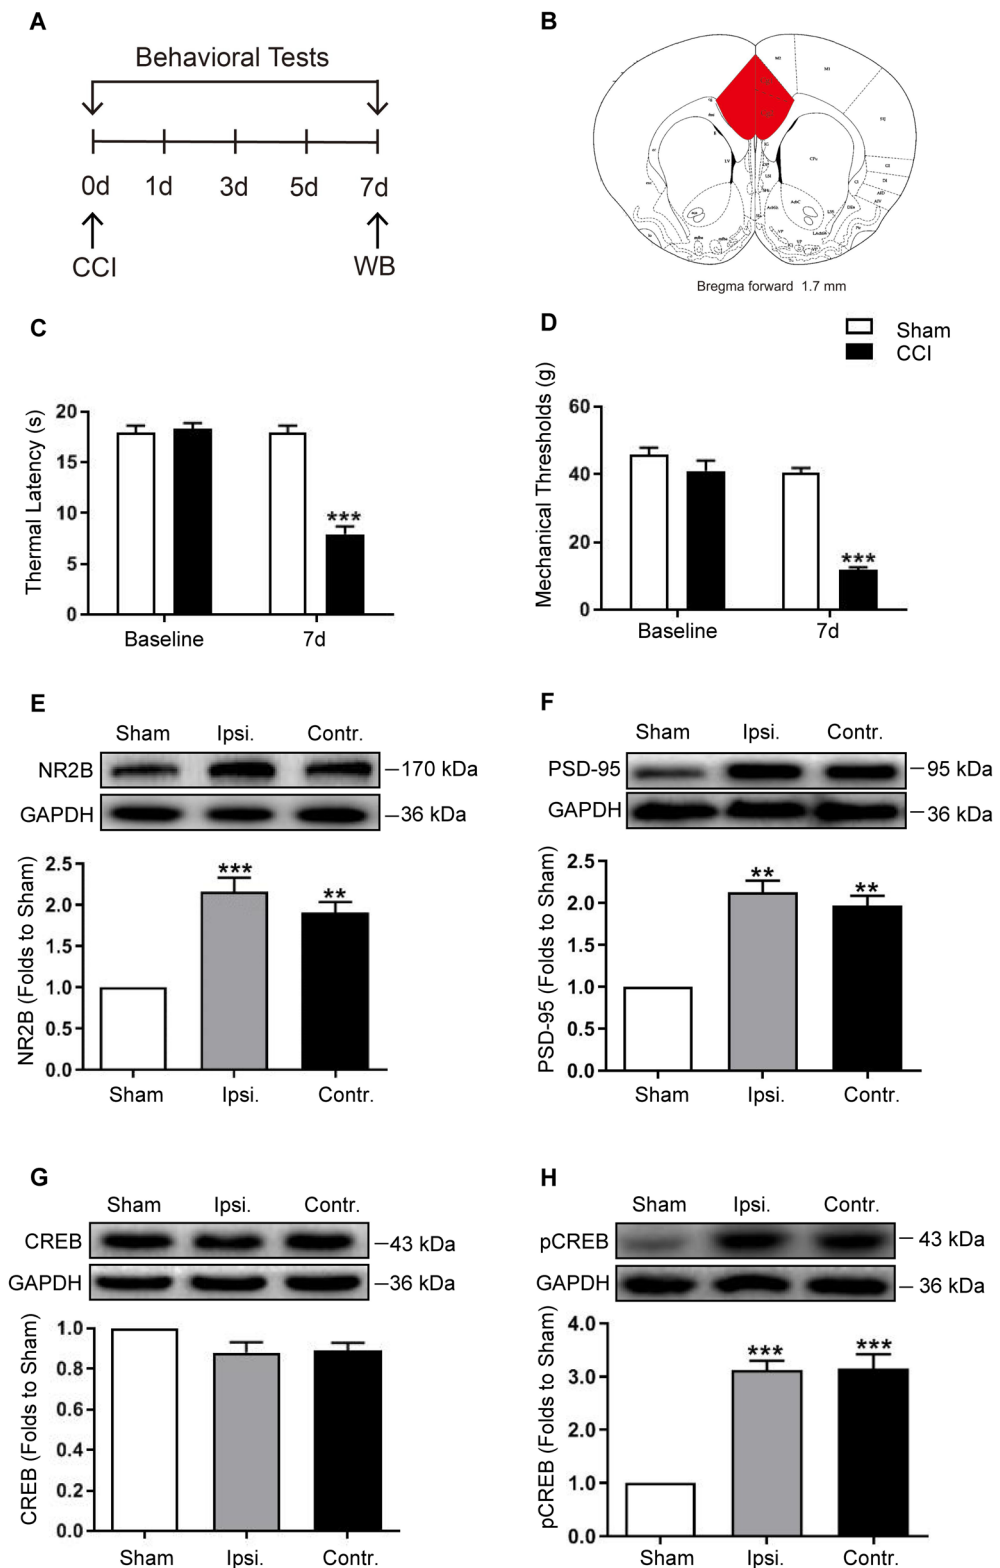 A
Behavioral Tests
0d 1d 3d 5d 7d
CCI WB
B
M2
M1
LV
CPu
VP
Bregma forward 1.7 mm
C
Thermal Latency (s)
20
15
10
5
0
***
Baseline 7d
D
Sham
CCI
Mechanical Thresholds (g)
60
40
20
0
***
Baseline 7d
E
Sham Ipsi. Contr.
NR2B –170 kDa
GAPDH –36 kDa
NR2B (Folds to Sham)
2.5
2.0
1.5
1.0
0.5
0.0
*** **
Sham Ipsi. Contr.
F
Sham Ipsi. Contr.
PSD-95 –95 kDa
GAPDH –36 kDa
PSD-95 (Folds to Sham)
2.5
2.0
1.5
1.0
0.5
0.0
** **
Sham Ipsi. Contr.
G
Sham Ipsi. Contr.
CREB –43 kDa
GAPDH –36 kDa
CREB (Folds to Sham)
1.0
0.8
0.6
0.4
0.2
0.0
Sham Ipsi. Contr.
H
Sham Ipsi. Contr.
pCREB – 43 kDa
GAPDH – 36 kDa
pCREB (Folds to Sham)
4.0
3.0
2.0
1.0
0.0
*** ***
Sham Ipsi. Contr.